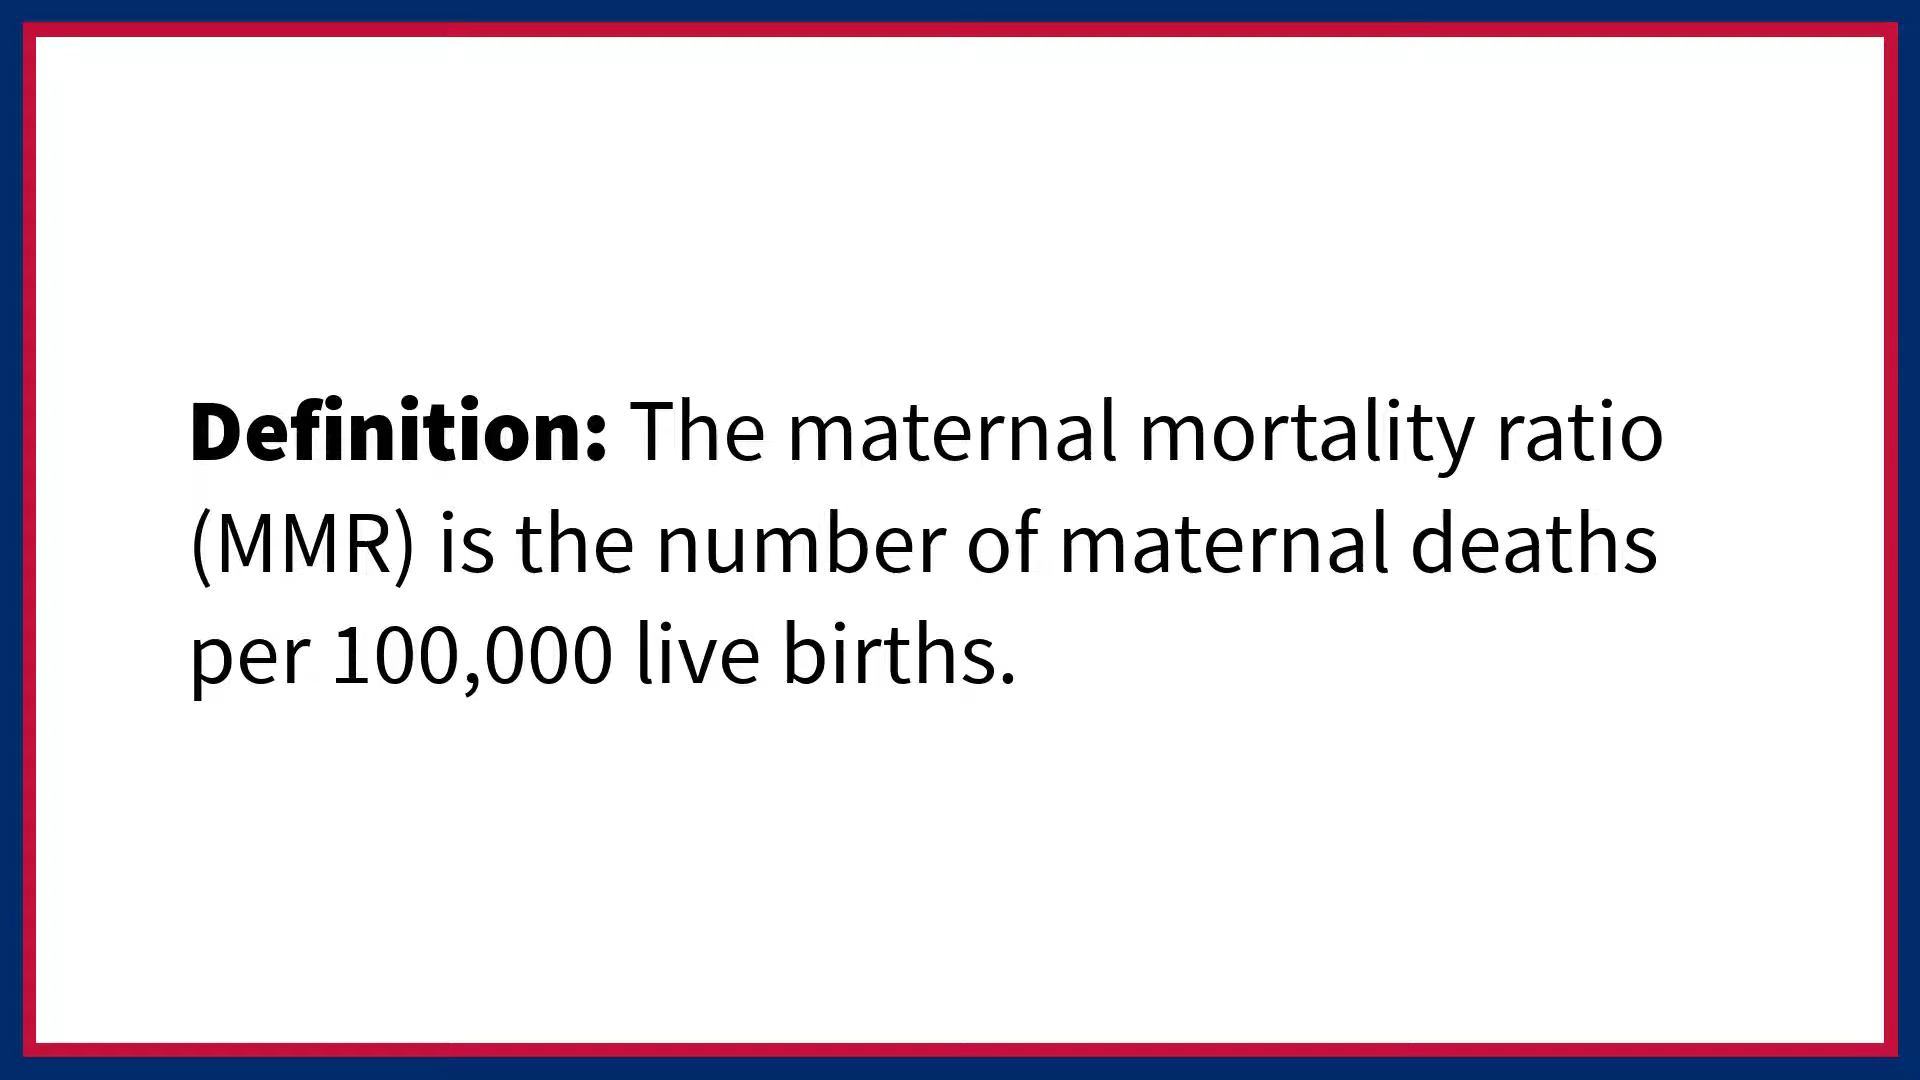 Definition: The maternal mortality ratio
(MMR) is the number of maternal deaths
per 100,000 live births.